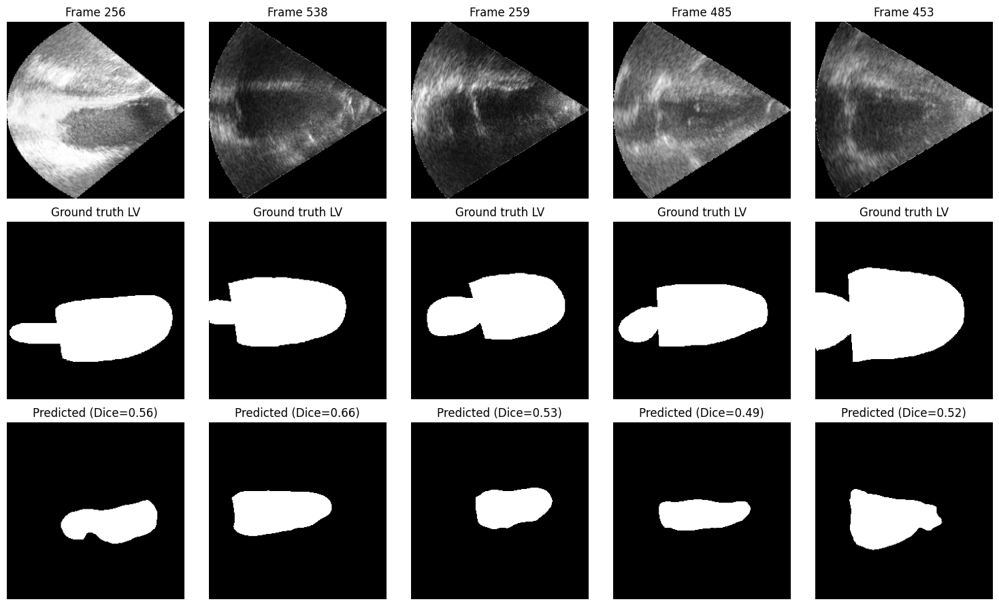 Frame 256
Frame 538
Frame 259
Frame 485
Frame 453
Ground truth LV
Ground truth LV
Ground truth LV
Ground truth LV
Ground truth LV
Predicted (Dice=0.56)
Predicted (Dice=0.66)
Predicted (Dice=0.53)
Predicted (Dice=0.49)
Predicted (Dice=0.52)